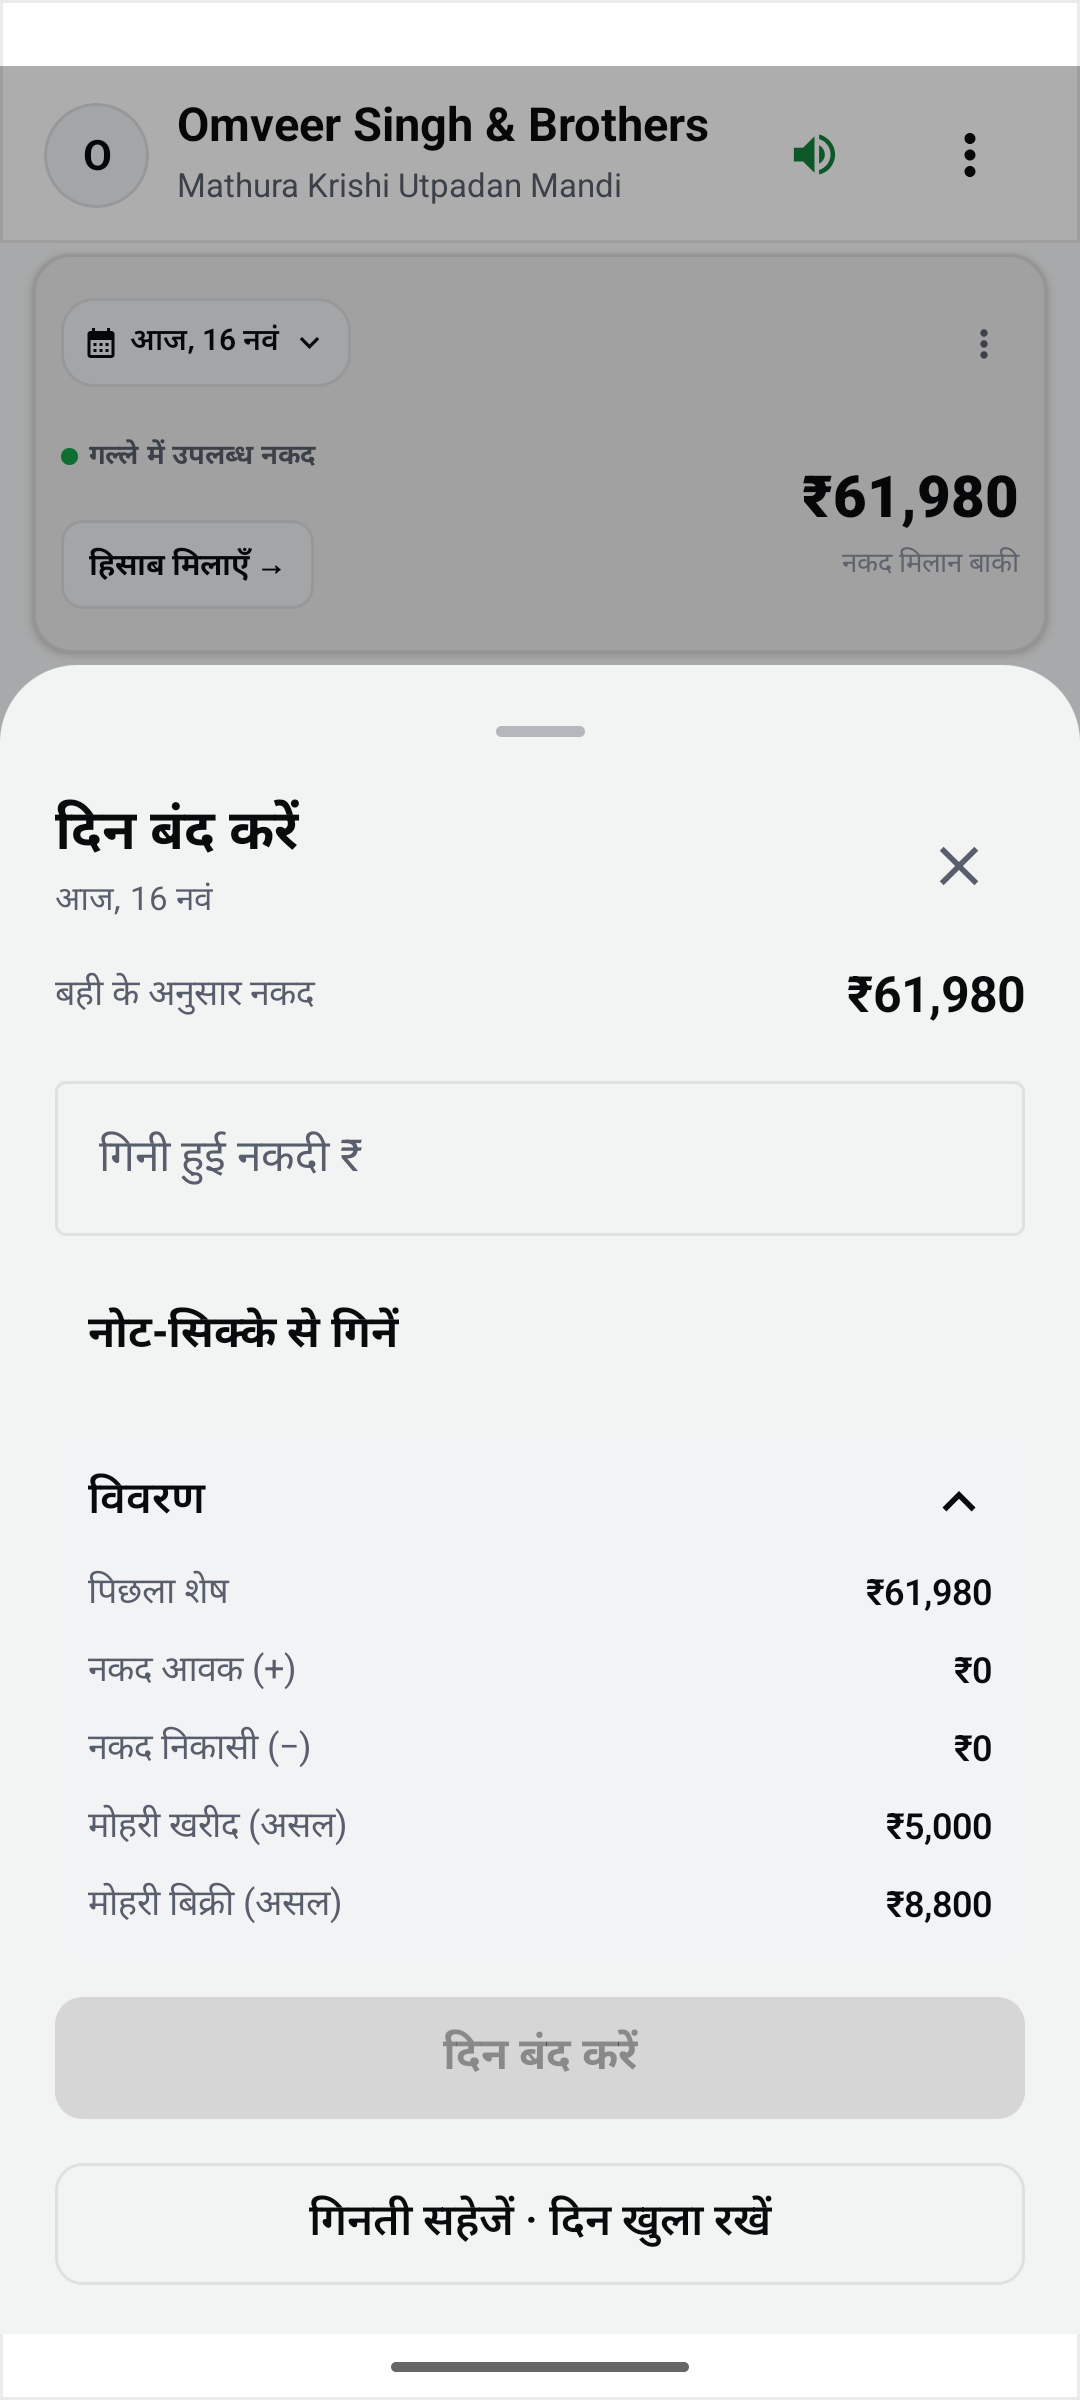 O
Omveer Singh & Brothers
Mathura Krishi Utpadan Mandi
आज, 16 नवं
गल्ले में उपलब्ध नकद
₹61,980
हिसाब मिलाएँ →
नकद मिलान बाकी
दिन बंद करें
आज, 16 नवं
बही के अनुसार नकद ₹61,980
गिनी हुई नकदी ₹
नोट-सिक्के से गिनें
विवरण
पिछला शेष ₹61,980
नकद आवक (+) ₹0
नकद निकासी (−) ₹0
मोहरी खरीद (असल) ₹5,000
मोहरी बिक्री (असल) ₹8,800
दिन बंद करें
गिनती सहेजें · दिन खुला रखें